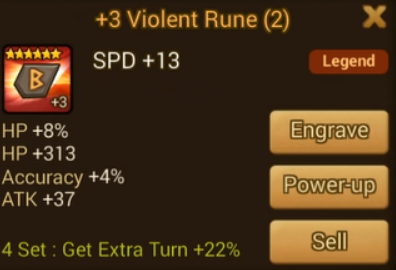 +3 Violent Rune (2)
SPD +13
Legend
+3
HP +8%
HP +313
Accuracy +4%
ATK +37
Engrave
Power-up
Sell
4 Set : Get Extra Turn +22%